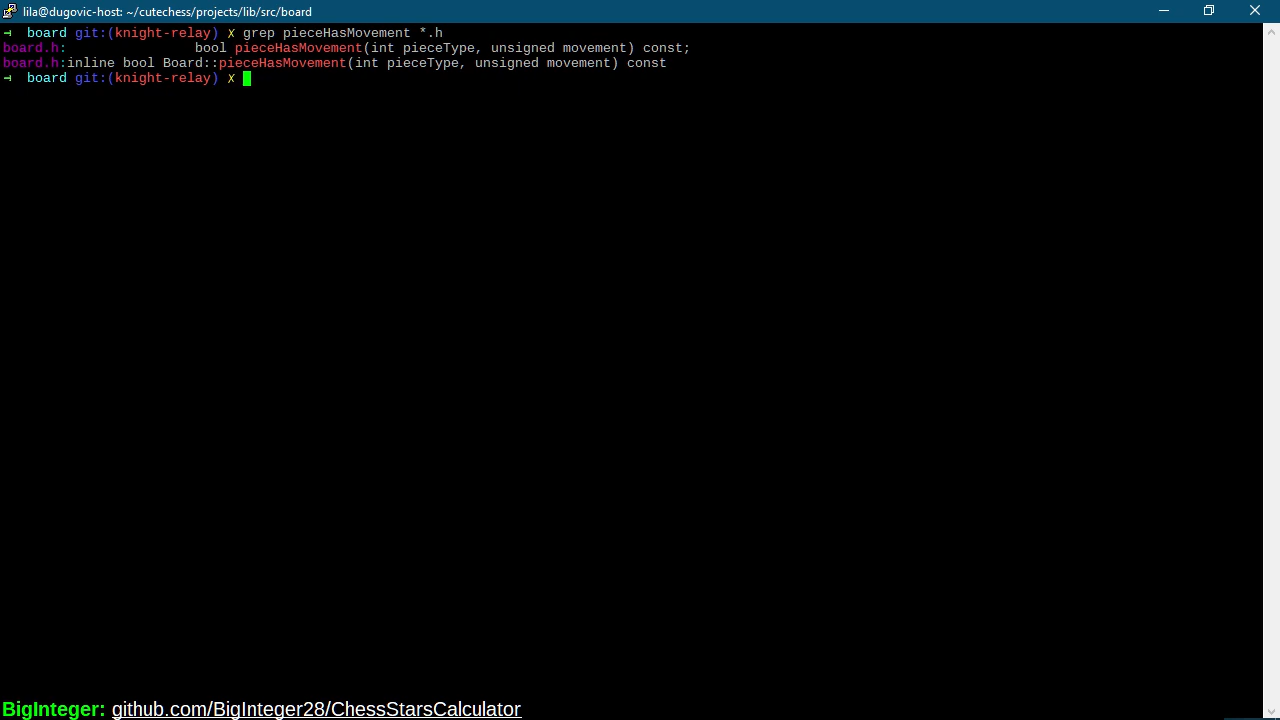 lila@dugovic-host: ~/cutechess/projects/lib/src/board
board git:(knight-relay) ✗ grep pieceHasMovement *.h
board.h:                bool pieceHasMovement(int pieceType, unsigned movement) const;
board.h:inline bool Board::pieceHasMovement(int pieceType, unsigned movement) const
board git:(knight-relay) ✗
BigInteger: github.com/BigInteger28/ChessStarsCalculator